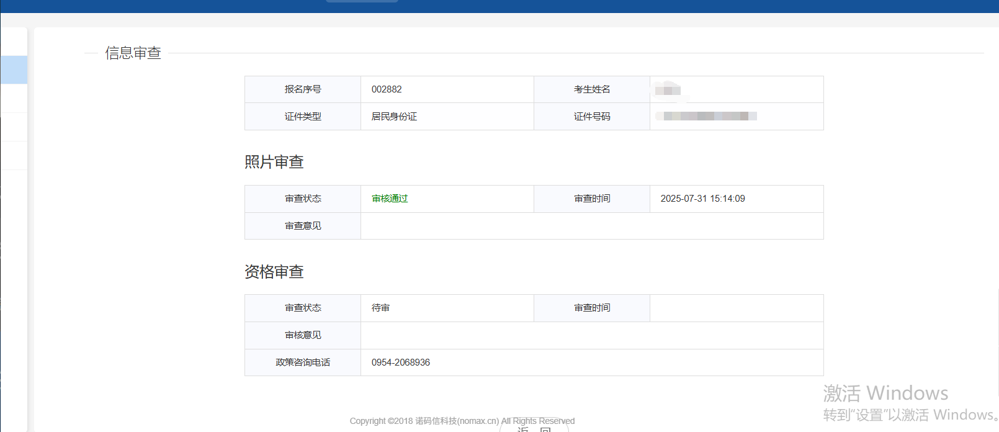 信息审查
报名序号 002882 考生姓名
证件类型 居民身份证 证件号码
照片审查
审查状态 审核通过 审查时间 2025-07-31 15:14:09
审查意见
资格审查
审查状态 待审 审查时间
审核意见
政策咨询电话 0954-2068936
激活 Windows
转到“设置”以激活 Windows。
Copyright ©2018 诺码信科技(nomax.cn) All Rights Reserved
返 回